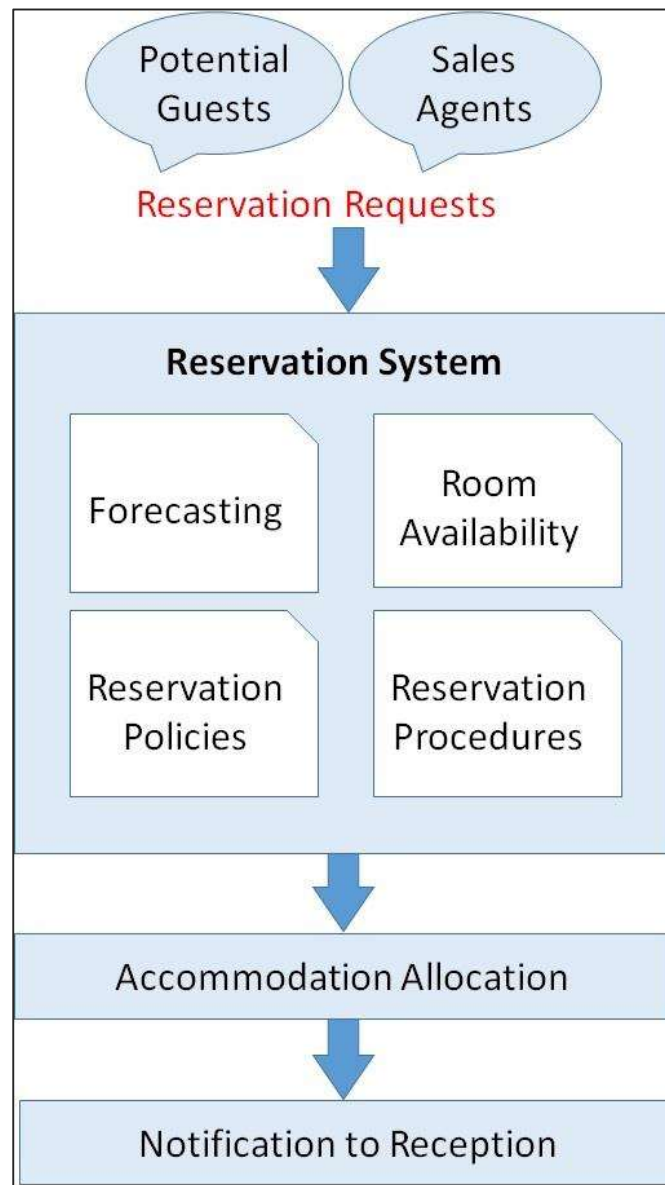 Potential
Guests
Sales
Agents
Reservation Requests
Reservation System
Forecasting
Room
Availability
Reservation
Policies
Reservation
Procedures
Accommodation Allocation
Notification to Reception